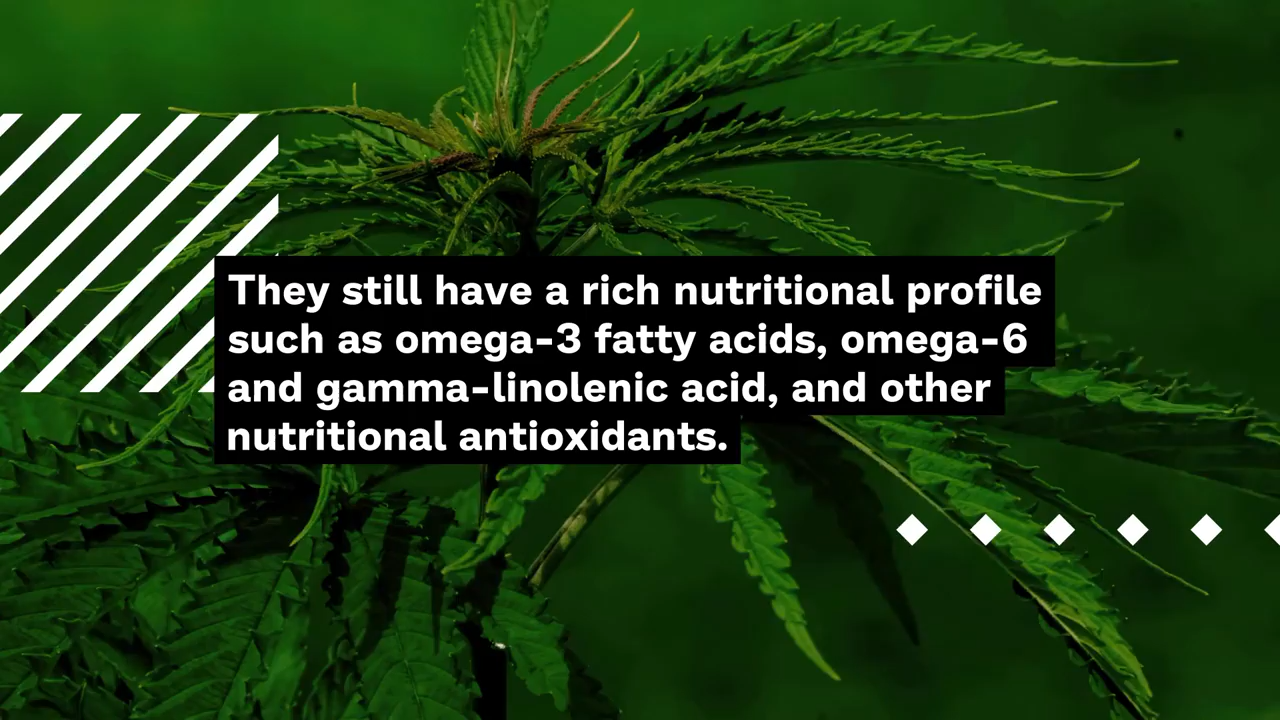 They still have a rich nutritional profile
such as omega-3 fatty acids, omega-6
and gamma-linolenic acid, and other
nutritional antioxidants.